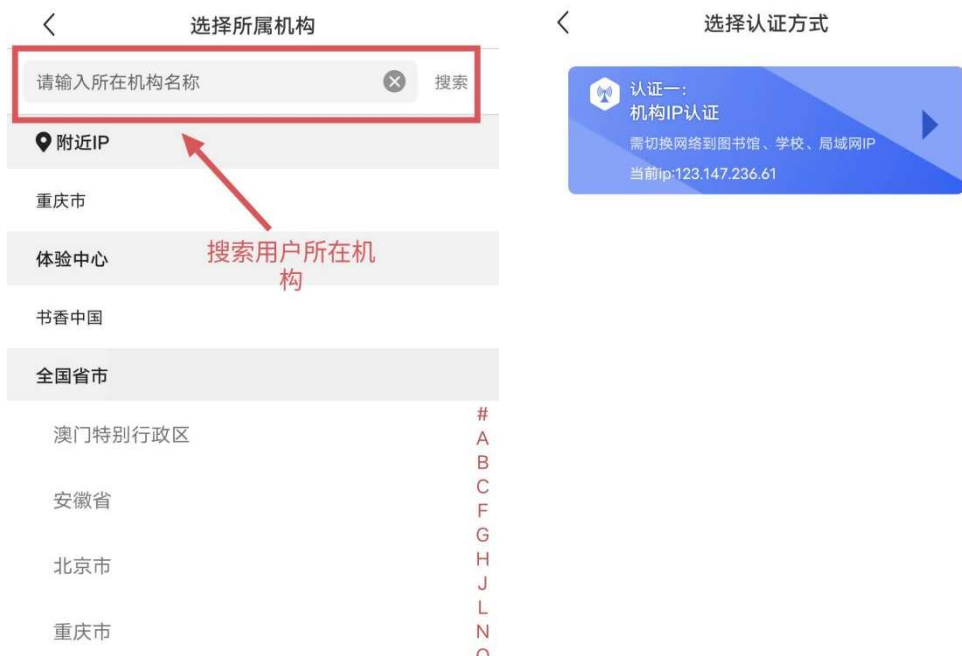 选择所属机构
请输入所在机构名称
搜索
附近IP
重庆市
体验中心
搜索用户所在机
构
书香中国
全国省市
澳门特别行政区
安徽省
北京市
重庆市
#
A
B
C
F
G
H
J
L
N
选择认证方式
认证一：
机构IP认证
需切换网络到图书馆、学校、局域网IP
当前ip:123.147.236.61